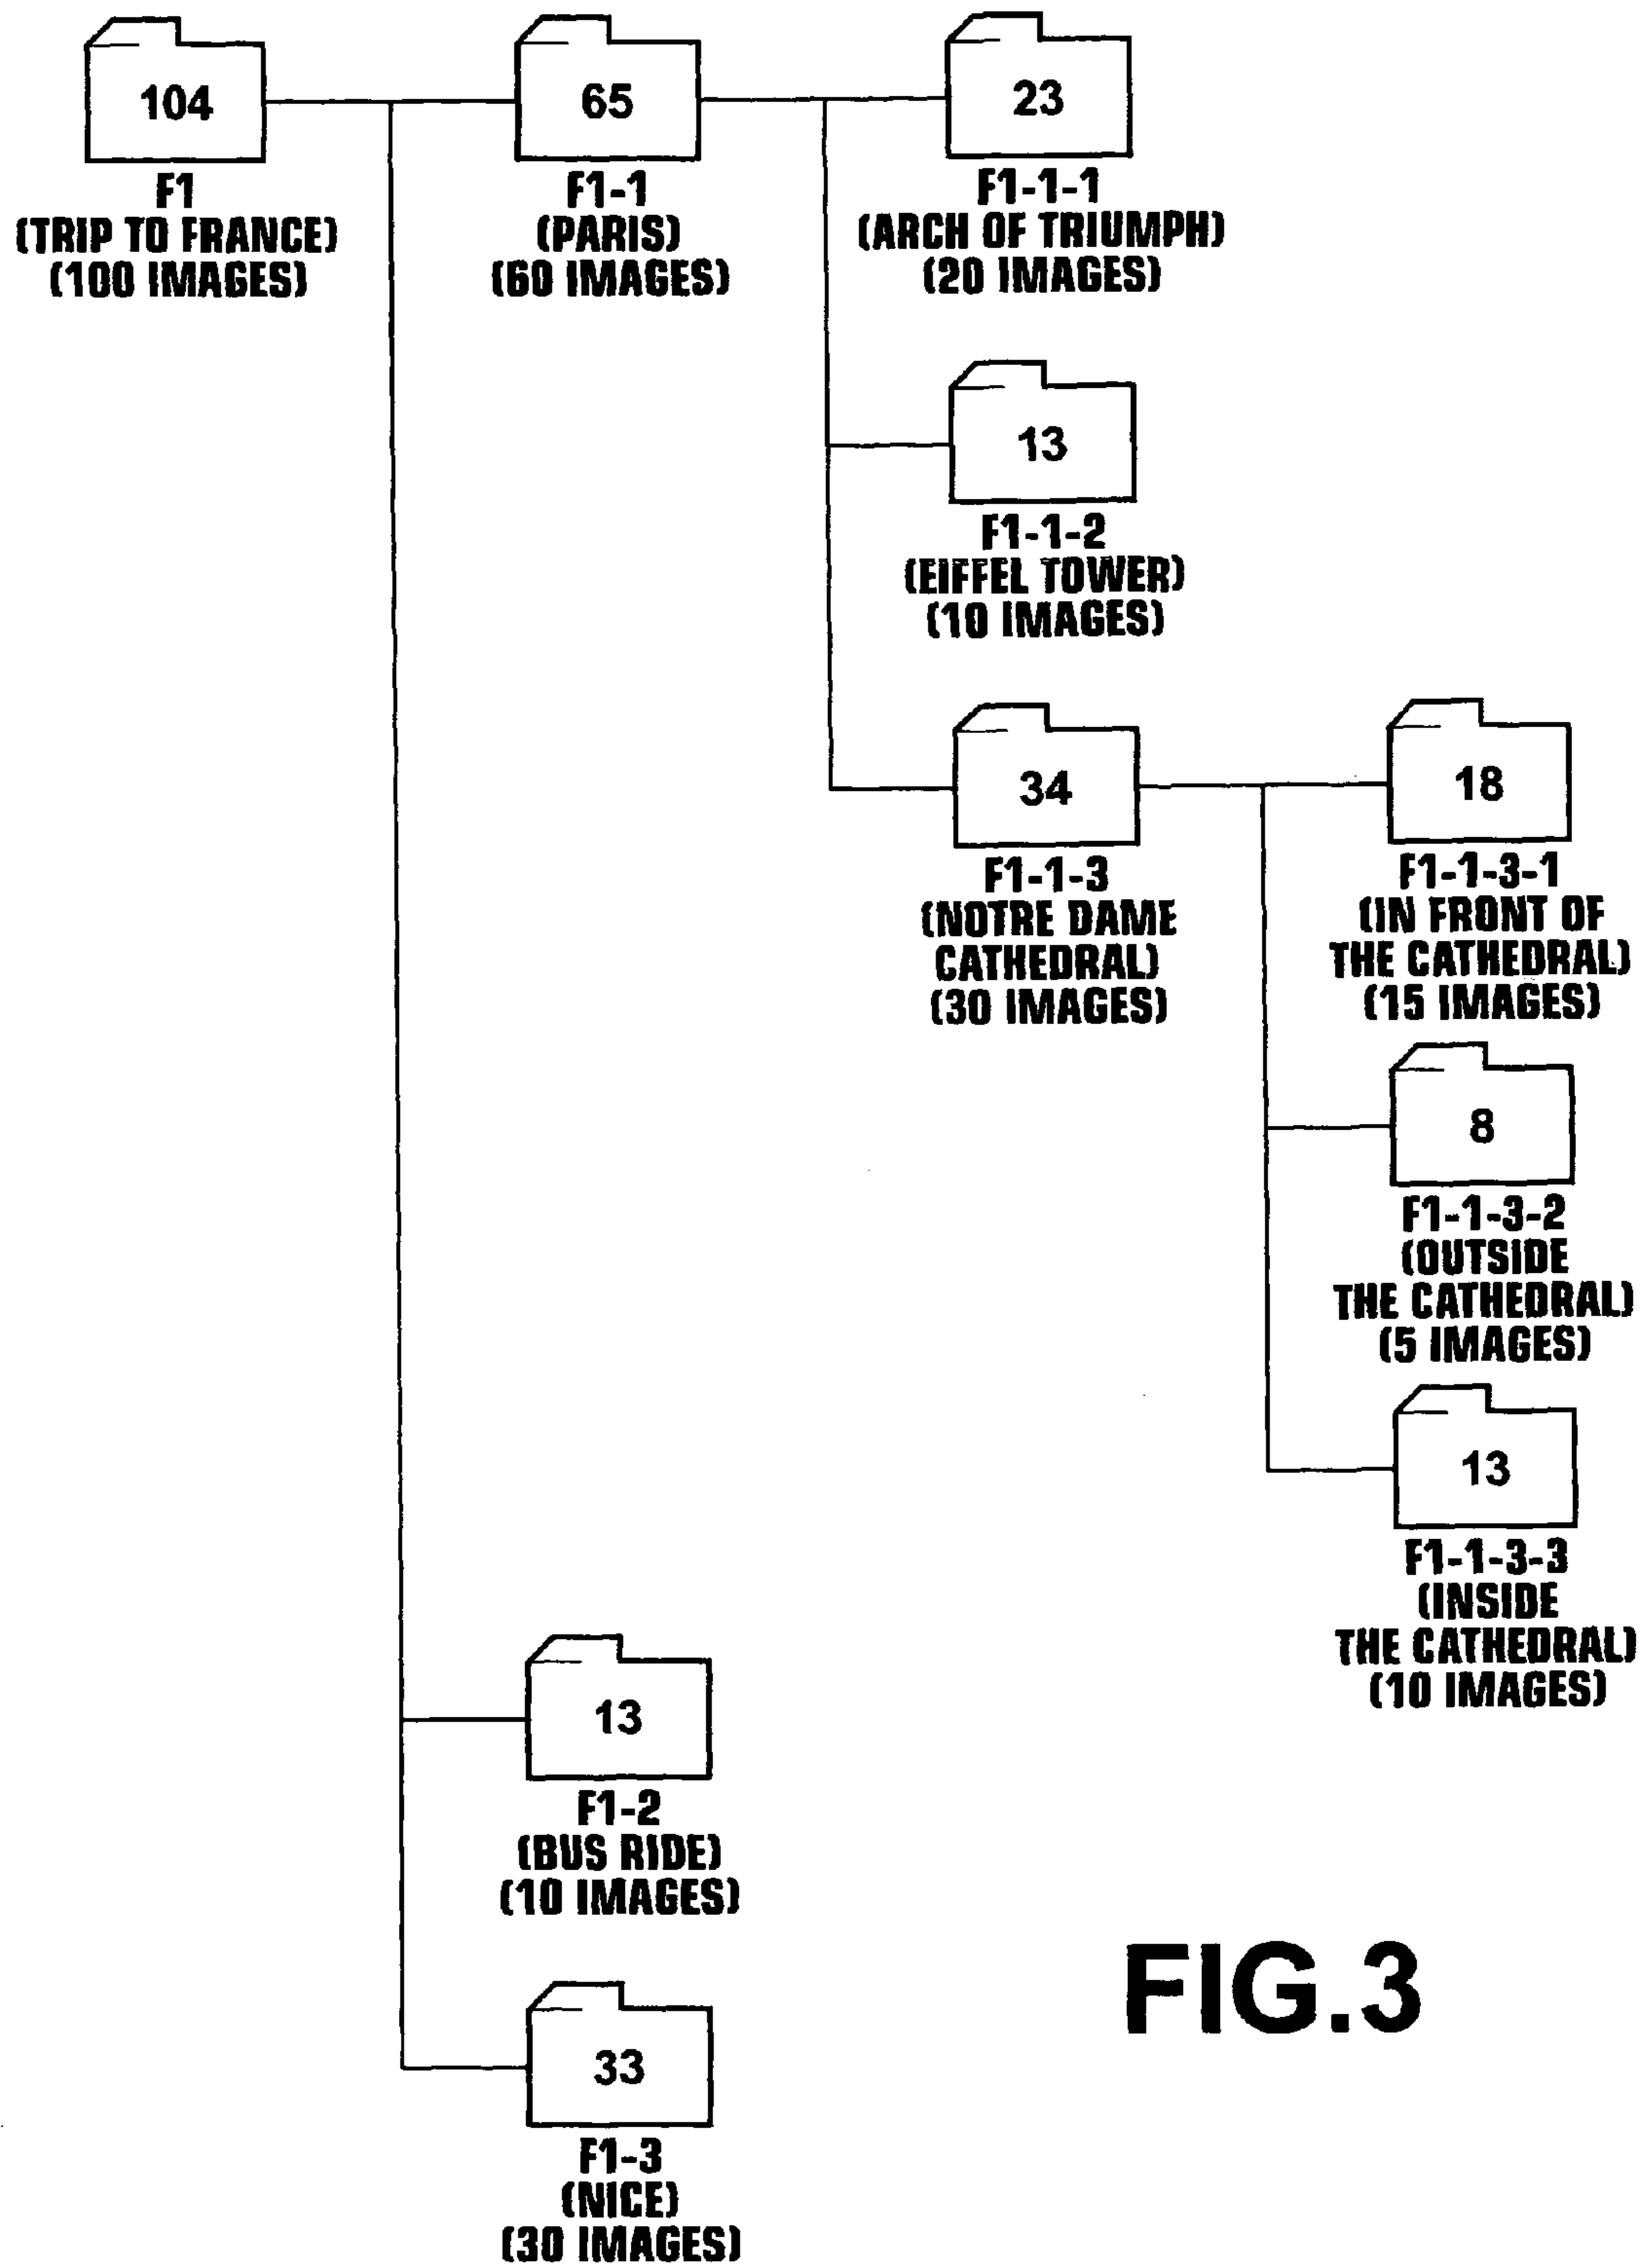 104
F1
(TRIP TO FRANCE)
(100 IMAGES)
65
F1-1
(PARIS)
(60 IMAGES)
23
F1-1-1
(ARCH OF TRIUMPH)
(20 IMAGES)
13
F1-1-2
(EIFFEL TOWER)
(10 IMAGES)
34
F1-1-3
(NOTRE DAME
CATHEDRAL)
(30 IMAGES)
18
F1-1-3-1
(IN FRONT OF
THE CATHEDRAL)
(15 IMAGES)
8
F1-1-3-2
(OUTSIDE
THE CATHEDRAL)
(5 IMAGES)
13
F1-1-3-3
(INSIDE
THE CATHEDRAL)
(10 IMAGES)
13
F1-2
(BUS RIDE)
(10 IMAGES)
33
F1-3
(NICE)
(30 IMAGES)
FIG.3